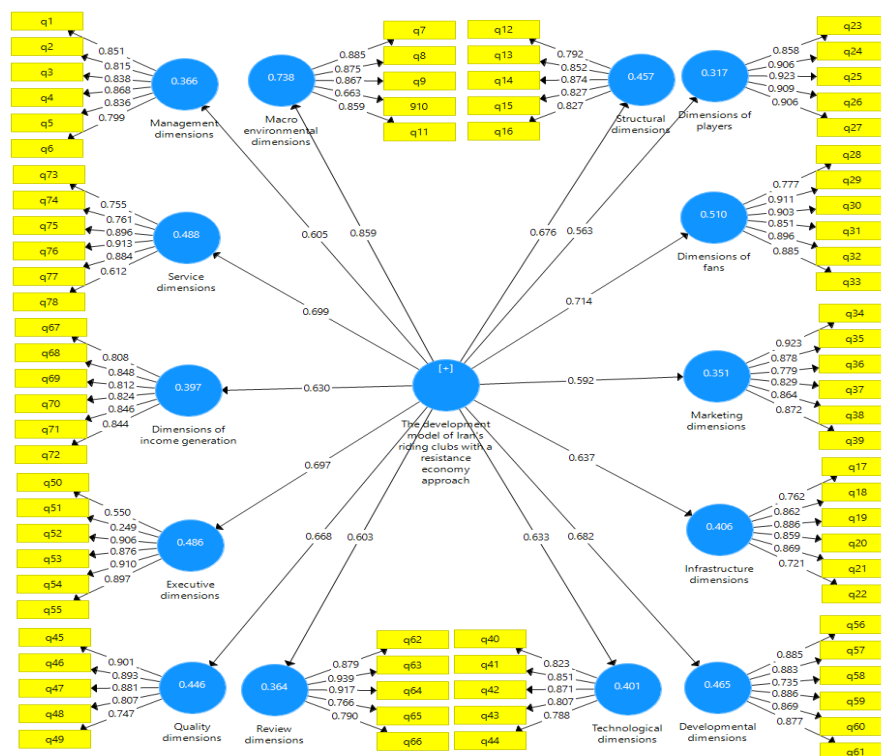 q1
q2
q3
q4
q5
q6
0.851
0.815
0.838
0.868
0.836
0.799
0.366
Management
dimensions
0.738
Macro
environmental
dimensions
0.885
0.875
0.867
0.663
0.859
q7
q8
q9
910
q11
q12
q13
q14
q15
q16
0.792
0.852
0.874
0.827
0.827
0.457
Structural
dimensions
0.317
Dimensions
of players
0.858
0.906
0.923
0.909
0.906
q23
q24
q25
q26
q27
q73
q74
q75
q76
q77
q78
0.755
0.761
0.896
0.913
0.884
0.612
0.488
Service
dimensions
0.605
0.859
0.676
0.563
0.510
Dimensions of
fans
0.777
0.911
0.903
0.851
0.896
0.885
q28
q29
q30
q31
q32
q33
0.699
0.714
q67
q68
q69
q70
q71
q72
0.808
0.848
0.812
0.824
0.846
0.844
0.397
Dimensions of
income generation
0.630
[+]
The development
model of Iran's
riding clubs with a
resistance
economy
approach
0.592
0.351
Marketing
dimensions
0.923
0.878
0.779
0.829
0.864
0.872
q34
q35
q36
q37
q38
q39
0.697
0.637
q50
q51
q52
q53
q54
q55
0.550
0.249
0.906
0.876
0.910
0.897
0.486
Executive
dimensions
0.668
0.603
0.633
0.682
0.406
Infrastructure
dimensions
0.762
0.862
0.886
0.859
0.869
0.721
q17
q18
q19
q20
q21
q22
q45
q46
q47
q48
q49
0.901
0.893
0.881
0.807
0.747
0.446
Quality
dimensions
0.364
Review
dimensions
0.879
0.939
0.917
0.766
0.790
q62
q63
q64
q65
q66
q40
q41
q42
q43
q44
0.823
0.851
0.871
0.807
0.788
0.401
Technological
dimensions
0.465
Developmental
dimensions
0.885
0.883
0.735
0.886
0.869
0.877
q56
q57
q58
q59
q60
q61